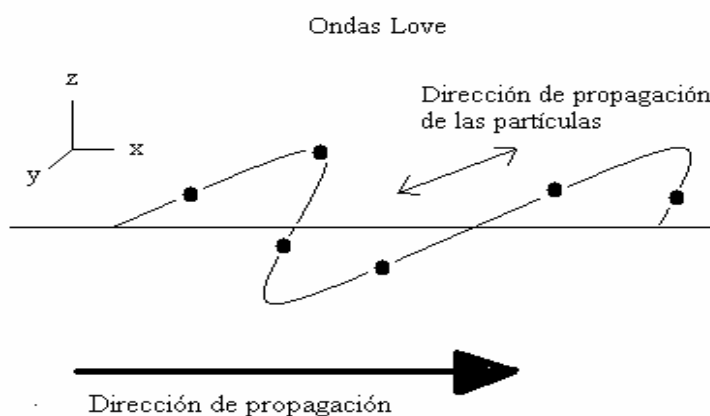 Ondas Love
z
Dirección de propagación
de las partículas
x
y
Dirección de propagación